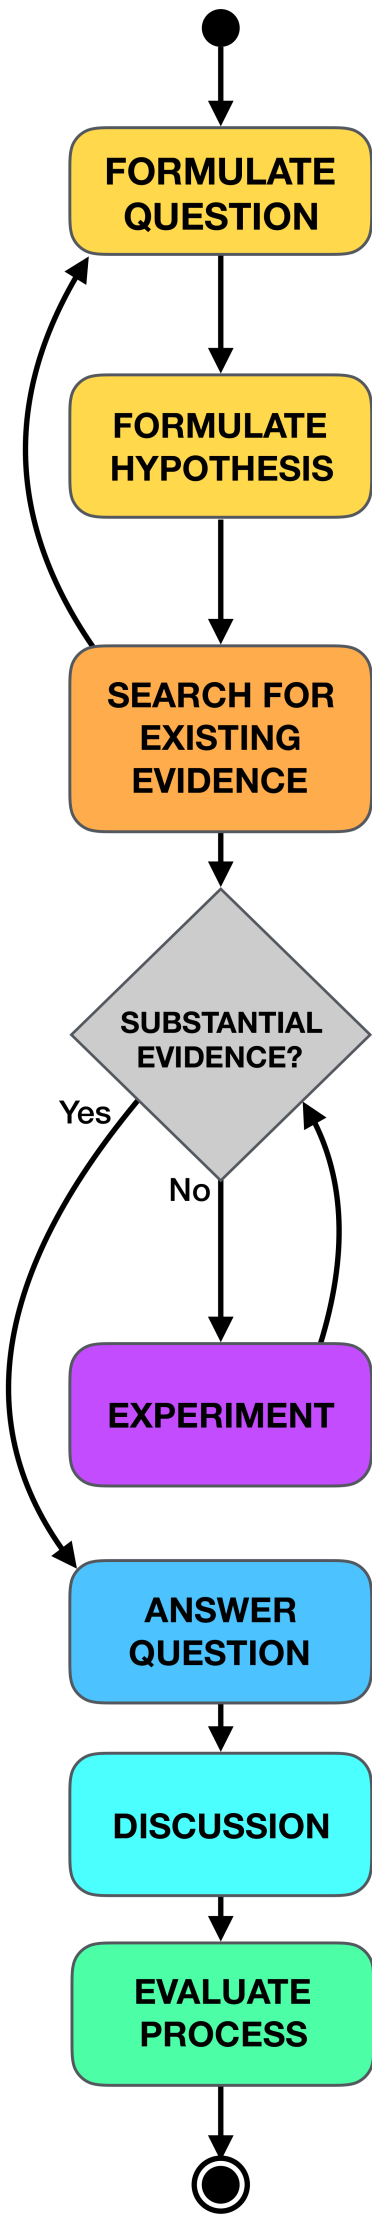 FORMULATE
QUESTION
FORMULATE
HYPOTHESIS
SEARCH FOR
EXISTING
EVIDENCE
SUBSTANTIAL
EVIDENCE?
Yes
No
EXPERIMENT
ANSWER
QUESTION
DISCUSSION
EVALUATE
PROCESS